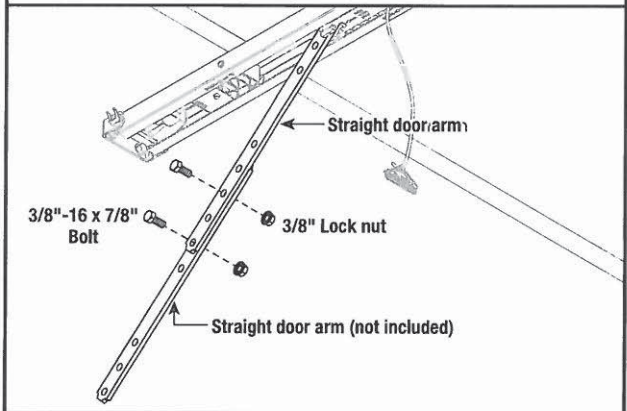 Straight door arm
3/8"-16 x 7/8"
Bolt
3/8" Lock nut
Straight door arm (not included)